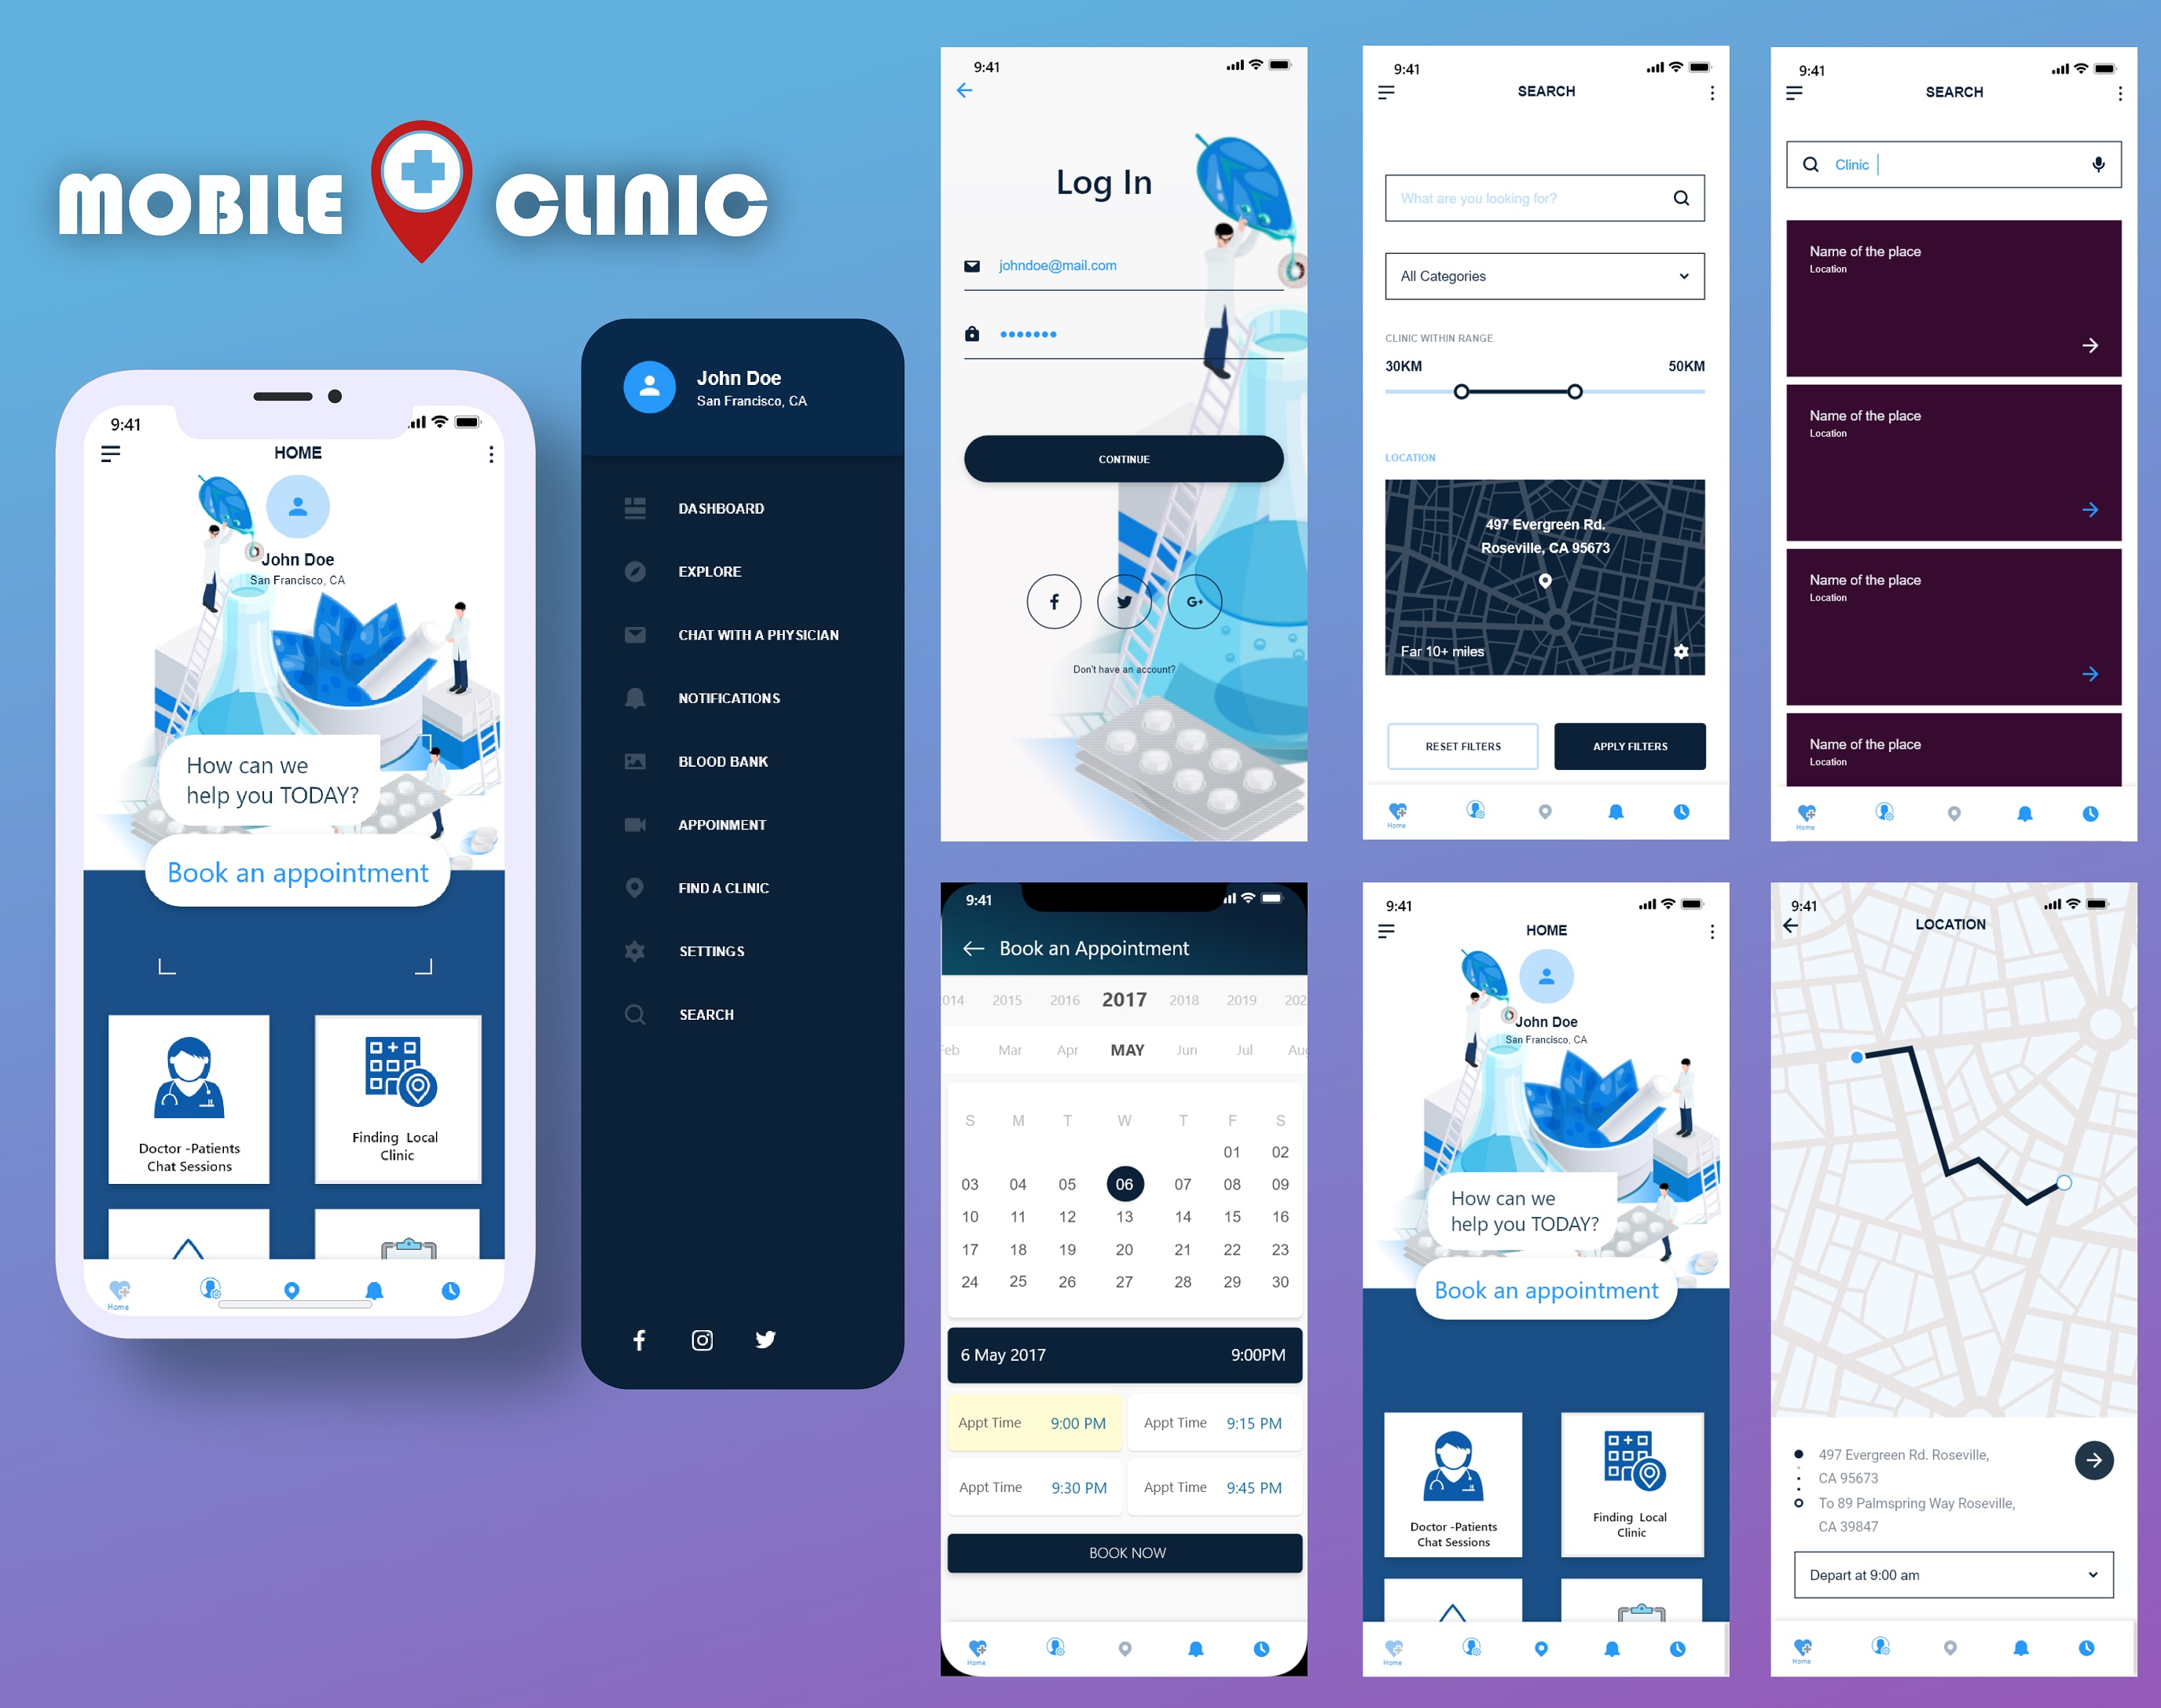 MOBILE CLINIC
9:41
HOME
John Doe
San Francisco, CA
How can we
help you TODAY?
Book an appointment
Doctor -Patients
Chat Sessions
Finding Local
Clinic
Home
John Doe
San Francisco, CA
DASHBOARD
EXPLORE
CHAT WITH A PHYSICIAN
NOTIFICATIONS
BLOOD BANK
APPOINMENT
FIND A CLINIC
SETTINGS
SEARCH
9:41
Log In
johndoe@mail.com
CONTINUE
G+
Don't have an account?
9:41
SEARCH
What are you looking for?
All Categories
CLINIC WITHIN RANGE
30KM 50KM
LOCATION
497 Evergreen Rd.
Roseville, CA 95673
Far 10+ miles
RESET FILTERS APPLY FILTERS
Home
9:41
SEARCH
Clinic
Name of the place
Location
Name of the place
Location
Name of the place
Location
Name of the place
Location
Home
9:41
Book an Appointment
014 2015 2016 2017 2018 2019 202
Feb Mar Apr MAY Jun Jul Aug
S M T W T F S
01 02
03 04 05 06 07 08 09
10 11 12 13 14 15 16
17 18 19 20 21 22 23
24 25 26 27 28 29 30
6 May 2017 9:00PM
Appt Time 9:00 PM Appt Time 9:15 PM
Appt Time 9:30 PM Appt Time 9:45 PM
BOOK NOW
Home
9:41
HOME
John Doe
San Francisco, CA
How can we
help you TODAY?
Book an appointment
Doctor -Patients
Chat Sessions
Finding Local
Clinic
Home
9:41
LOCATION
497 Evergreen Rd. Roseville,
CA 95673
To 89 Palmspring Way Roseville,
CA 39847
Depart at 9:00 am
Home